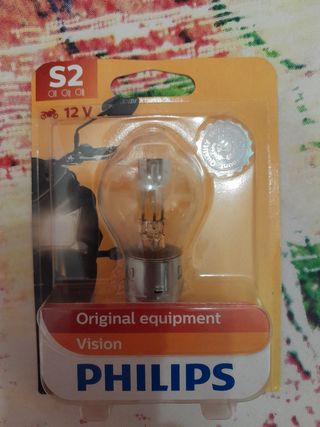 S2
12 V
Original equipment
Vision
PHILIPS